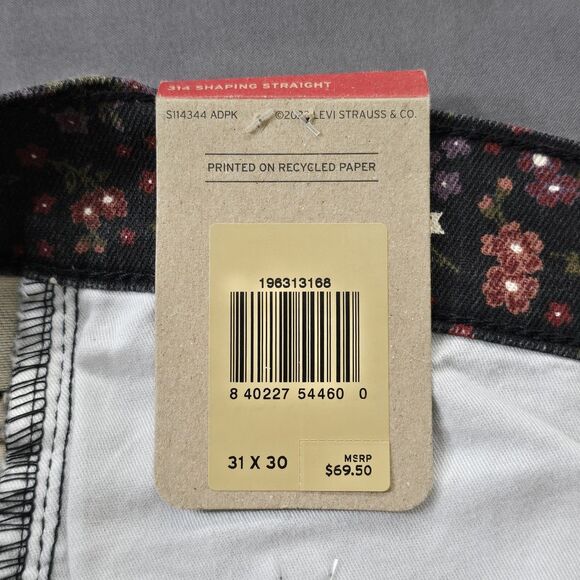 314 SHAPING STRAIGHT
S114344 ADPK ©202 LEVI STRAUSS & CO.
PRINTED ON RECYCLED PAPER
196313168
8 40227 54460 0
31 X 30
MSRP
$69.50